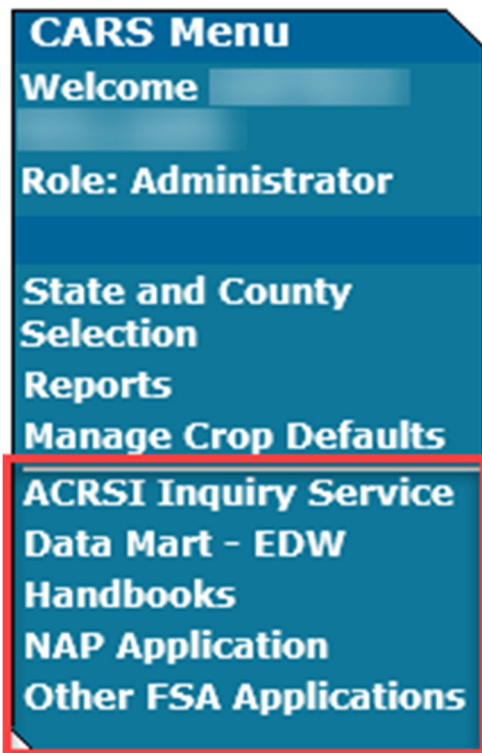 CARS Menu
Welcome
Role: Administrator
State and County
Selection
Reports
Manage Crop Defaults
ACRSI Inquiry Service
Data Mart - EDW
Handbooks
NAP Application
Other FSA Applications